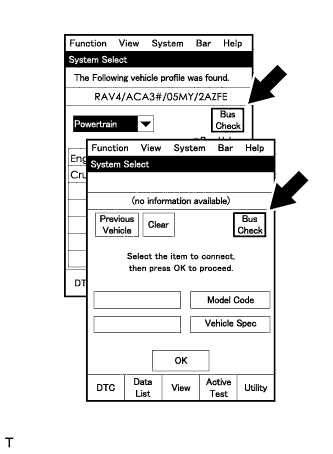 Function View System Bar Help
System Select
The Following vehicle profile was found.
RAV4/ACA3#/05MY/2AZFE
Powertrain
Bus
Check
Eng
Cru
DT
Function View System Bar Help
System Select
(no information available)
Previous
Vehicle
Clear
Bus
Check
Select the item to connect,
then press OK to proceed.
Model Code
Vehicle Spec
OK
DTC
Data
List
View
Active
Test
Utility
T